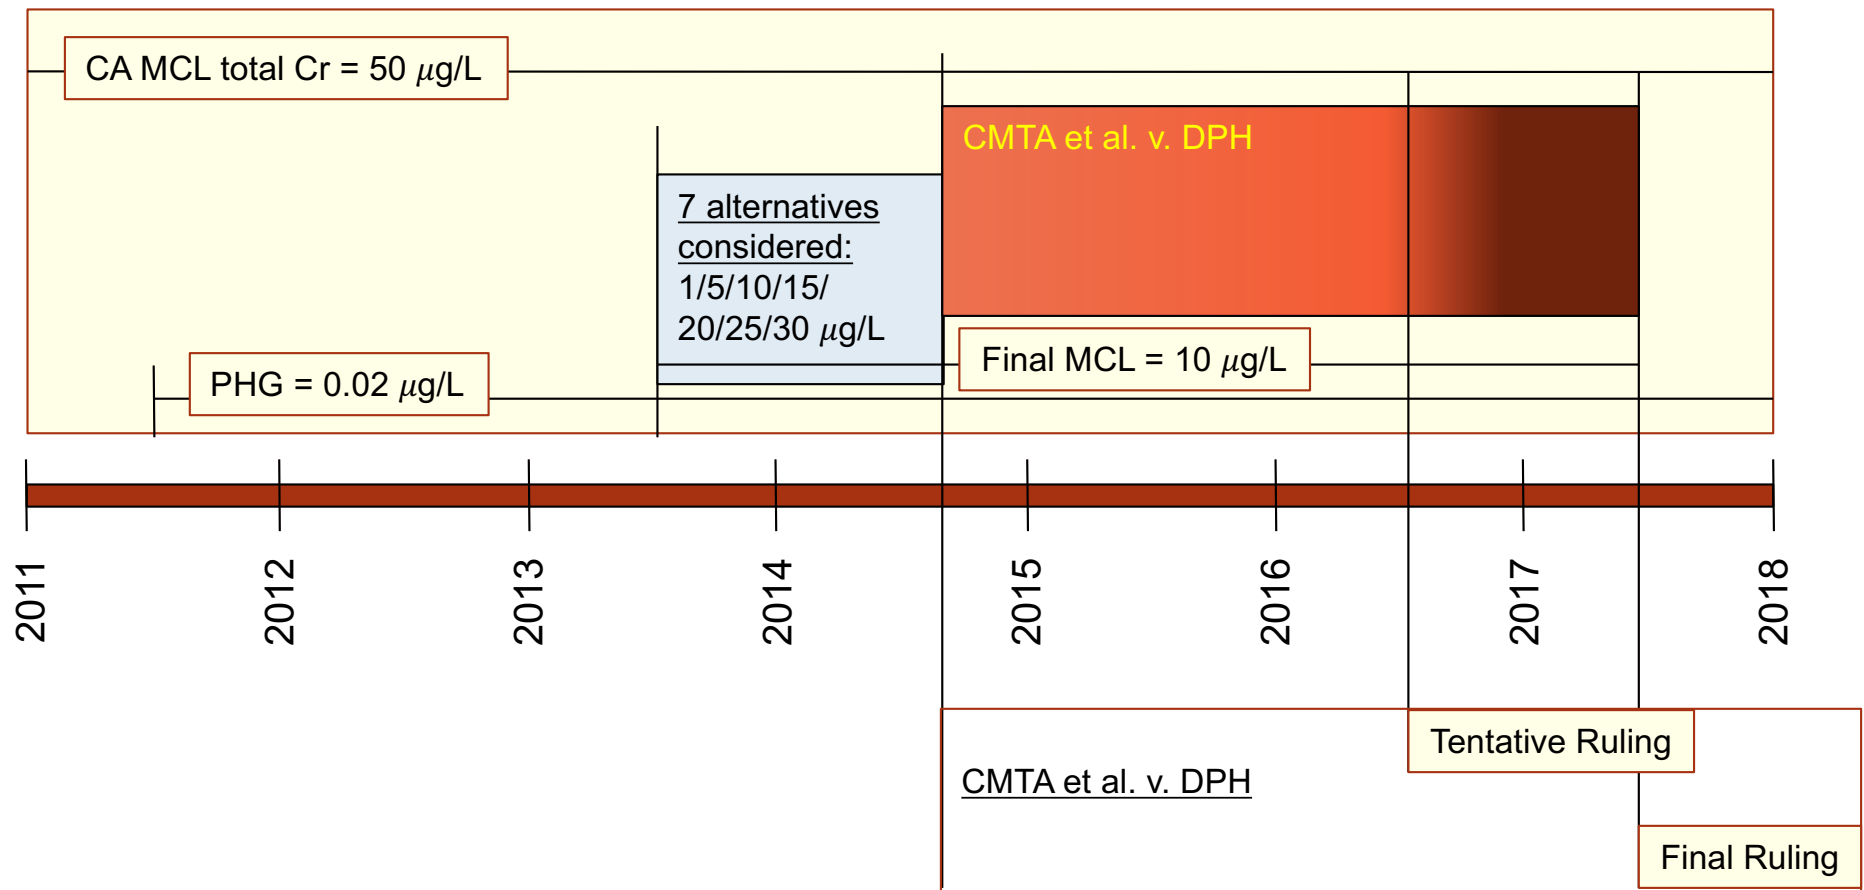 CA MCL total Cr = 50 µg/L
CMTA et al. v. DPH
7 alternatives
considered:
1/5/10/15/
20/25/30 µg/L
Final MCL = 10 µg/L
PHG = 0.02 µg/L
2011
2012
2013
2014
2015
2016
2017
2018
Tentative Ruling
CMTA et al. v. DPH
Final Ruling